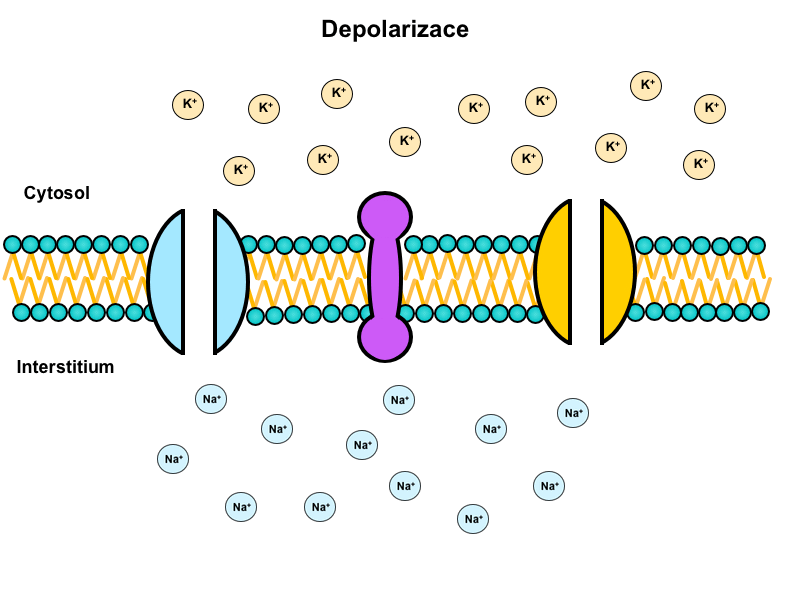 Depolarizace
K⁺ K⁺ K⁺ K⁺ K⁺ K⁺ K⁺
K⁺ K⁺ K⁺ K⁺ K⁺ K⁺
Cytosol
Interstitium
Na⁺ Na⁺ Na⁺
Na⁺ Na⁺ Na⁺
Na⁺ Na⁺ Na⁺
Na⁺ Na⁺ Na⁺